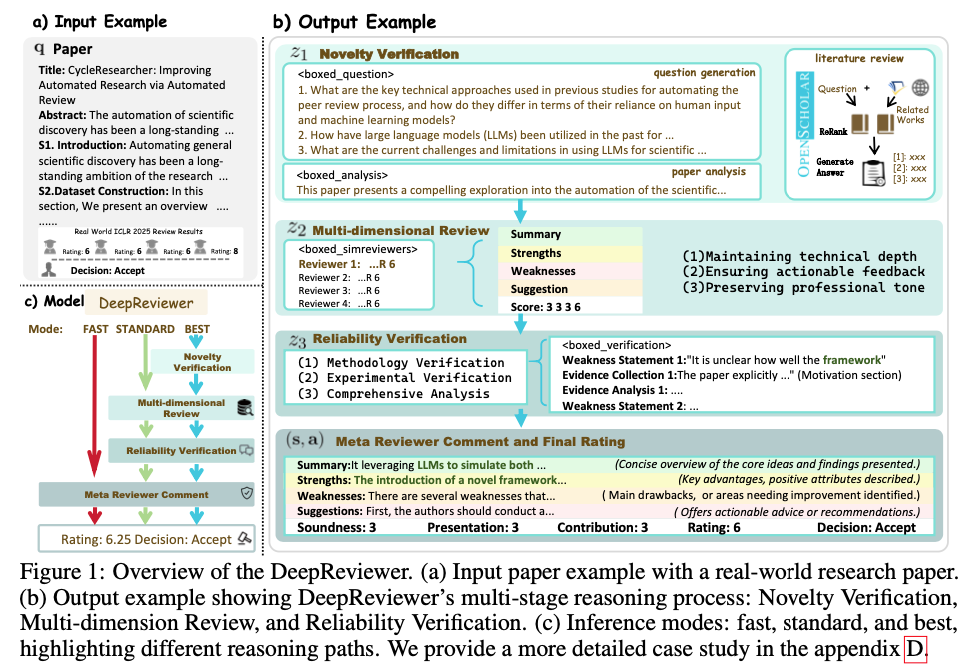 a) Input Example
q Paper
Title: CycleResearcher: Improving
Automated Research via Automated
Review
Abstract: The automation of scientific
discovery has been a long-standing ...
S1. Introduction: Automating general
scientific discovery has been a long-
standing ambition of the research ...
S2.Dataset Construction: In this
section, We present an overview ....
......
Real World ICLR 2025 Review Results
Rating: 6 Rating: 6 Rating: 6 Rating: 8
Decision: Accept
c) Model DeepReviewer
Mode: FAST STANDARD BEST
Novelty
Verification
Multi-dimensional
Review
Reliability Verification
Meta Reviewer Comment
Rating: 6.25 Decision: Accept
b) Output Example
z1 Novelty Verification
<boxed_question> question generation
1. What are the key technical approaches used in previous studies for automating the
peer review process, and how do they differ in terms of their reliance on human input
and machine learning models?
2. How have large language models (LLMs) been utilized in the past for ...
3. What are the current challenges and limitations in using LLMs for scientific ...
<boxed_analysis> paper analysis
This paper presents a compelling exploration into the automation of the scientific...
literature review
OPENSCHOLAR
Question +
Related
Works
ReRank
Generate
Answer
[1]: xxx
[2]: xxx
[3]: xxx
z2 Multi-dimensional Review
<boxed_simreviewers>
Reviewer 1: ...R 6
Reviewer 2: ...R 6
Reviewer 3: ...R 6
Reviewer 4: ...R 6
Summary
Strengths
Weaknesses
Suggestion
Score: 3 3 3 6
(1)Maintaining technical depth
(2)Ensuring actionable feedback
(3)Preserving professional tone
z3 Reliability Verification
(1) Methodology Verification
(2) Experimental Verification
(3) Comprehensive Analysis
<boxed_verification>
Weakness Statement 1:"It is unclear how well the framework"
Evidence Collection 1:The paper explicitly ..." (Motivation section)
Evidence Analysis 1: ....
Weakness Statement 2: ...
(s, a) Meta Reviewer Comment and Final Rating
Summary:It leveraging LLMs to simulate both ... (Concise overview of the core ideas and findings presented.)
Strengths: The introduction of a novel framework... (Key advantages, positive attributes described.)
Weaknesses: There are several weaknesses that... ( Main drawbacks, or areas needing improvement identified.)
Suggestions: First, the authors should conduct a... ( Offers actionable advice or recommendations.)
Soundness: 3 Presentation: 3 Contribution: 3 Rating: 6 Decision: Accept
Figure 1: Overview of the DeepReviewer. (a) Input paper example with a real-world research paper.
(b) Output example showing DeepReviewer's multi-stage reasoning process: Novelty Verification,
Multi-dimension Review, and Reliability Verification. (c) Inference modes: fast, standard, and best,
highlighting different reasoning paths. We provide a more detailed case study in the appendix D.